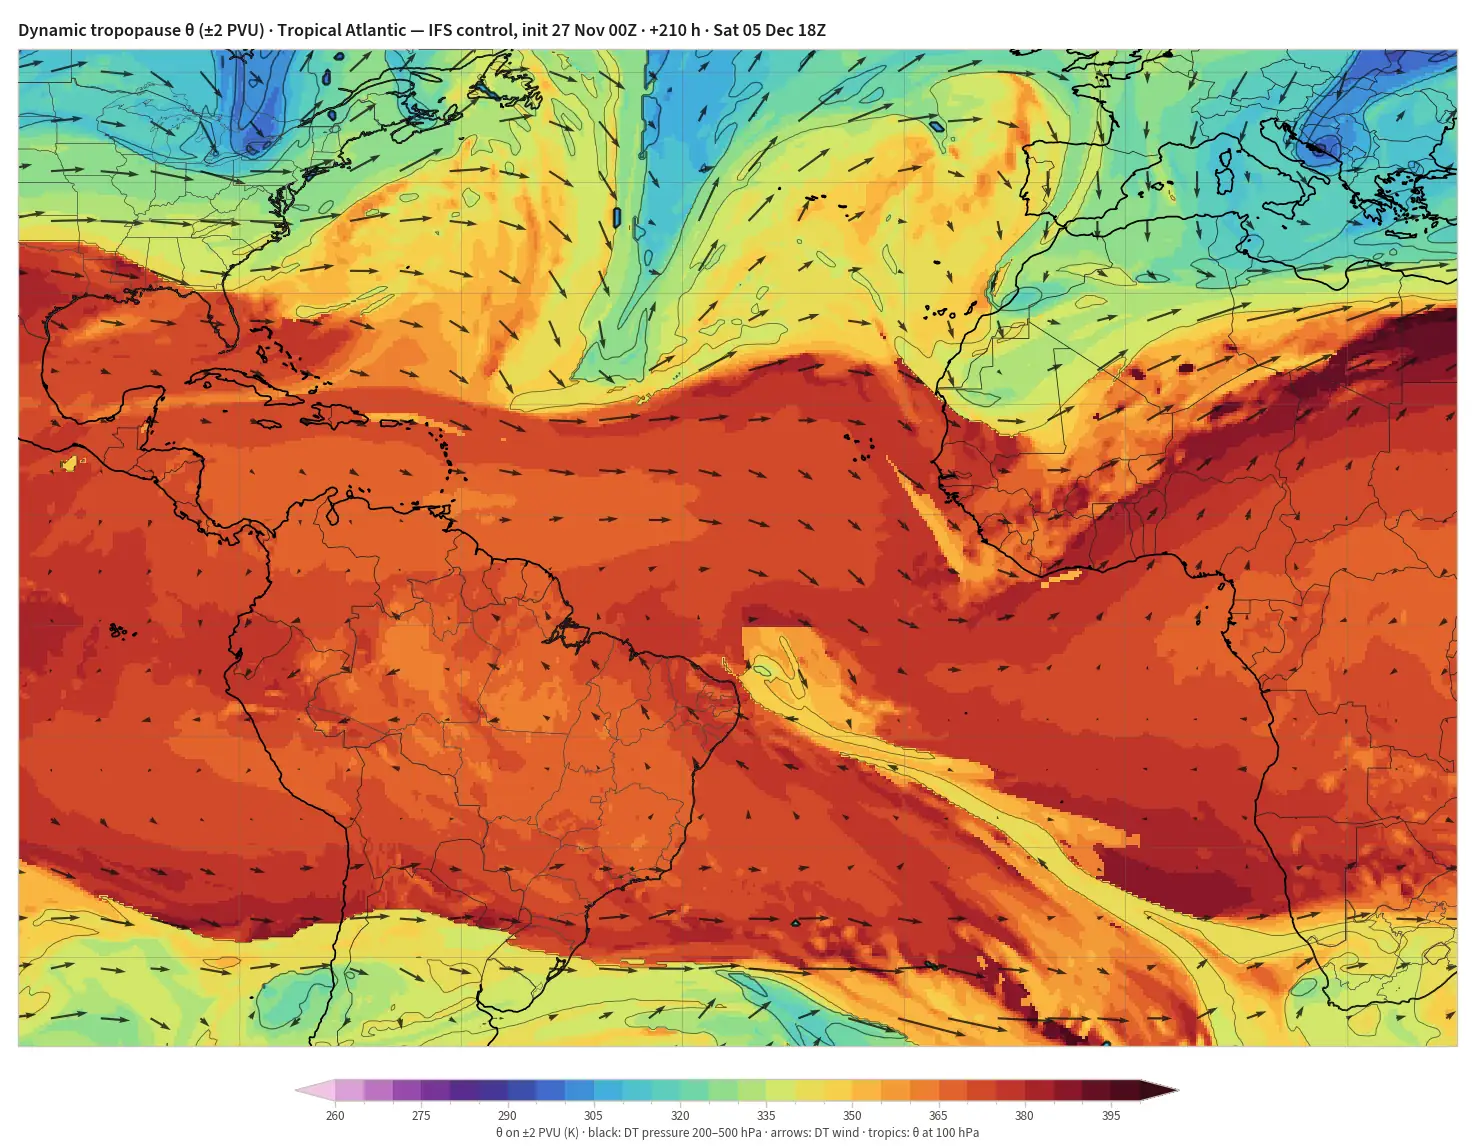 Dynamic tropopause θ (±2 PVU) · Tropical Atlantic — IFS control, init 27 Nov 00Z · +210 h · Sat 05 Dec 18Z
260 275 290 305 320 335 350 365 380 395
θ on ±2 PVU (K) · black: DT pressure 200–500 hPa · arrows: DT wind · tropics: θ at 100 hPa